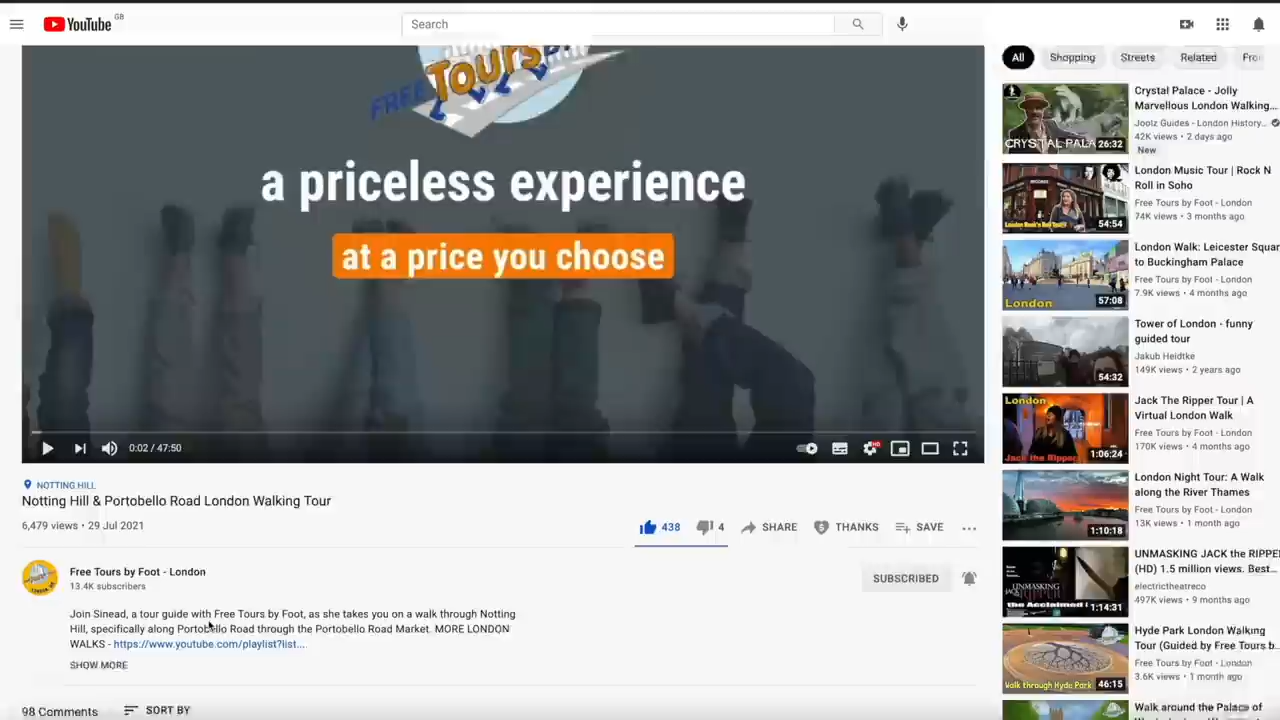 YouTube GB
Search
FREE TOURS
a priceless experience
at a price you choose
0:02 / 47:50
HD
NOTTING HILL
Notting Hill & Portobello Road London Walking Tour
6,479 views • 29 Jul 2021
438
4
SHARE
THANKS
SAVE
Free Tours by Foot - London
13.4K subscribers
SUBSCRIBED
Join Sinead, a tour guide with Free Tours by Foot, as she takes you on a walk through Notting
Hill, specifically along Portobello Road through the Portobello Road Market. MORE LONDON
WALKS - https://www.youtube.com/playlist?list...
SHOW MORE
98 Comments
SORT BY
All
Shopping
Streets
Related
Fro
CRYSTAL PALA
26:32
Crystal Palace - Jolly
Marvellous London Walking...
Joolz Guides - London History...
42K views • 2 days ago
New
London Rock'n Roll Tour
54:54
London Music Tour | Rock N
Roll in Soho
Free Tours by Foot - London
74K views • 3 months ago
London
57:08
London Walk: Leicester Squar
to Buckingham Palace
Free Tours by Foot - London
7.9K views • 4 months ago
54:32
Tower of London - funny
guided tour
Jakub Heidtke
149K views • 2 years ago
London
Jack the Ripper
1:06:24
Jack The Ripper Tour | A
Virtual London Walk
Free Tours by Foot - London
170K views • 4 months ago
1:10:18
London Night Tour: A Walk
along the River Thames
Free Tours by Foot - London
13K views • 1 month ago
UNMASKING
JACK THE RIPPER
the Acclaimed
1:14:31
UNMASKING JACK the RIPPE
(HD) 1.5 million views. Best...
electrictheatreco
497K views • 9 months ago
Walk through Hyde Park
46:15
Hyde Park London Walking
Tour (Guided by Free Tours b..
Free Tours by Foot - London
3.6K views • 1 month ago
Walk around the Palace of